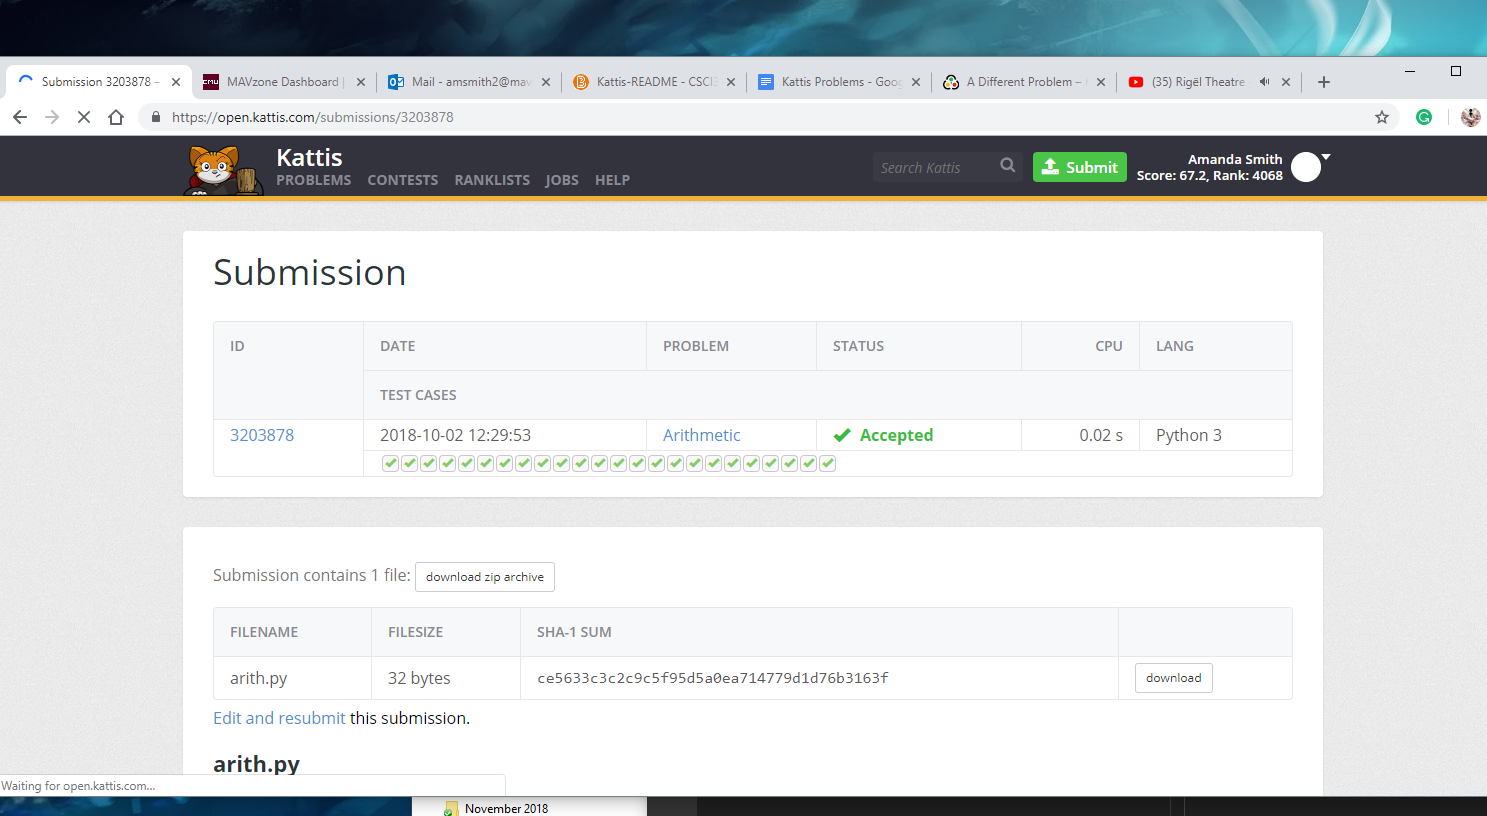 Submission 3203878 –
MAVzone Dashboard |
Mail - amsmith2@mav
Kattis-README - CSCI3
Kattis Problems - Goog
A Different Problem –
(35) Rigël Theatre
https://open.kattis.com/submissions/3203878
Kattis
PROBLEMS CONTESTS RANKLISTS JOBS HELP
Search Kattis
Submit
Amanda Smith
Score: 67.2, Rank: 4068
Submission
ID DATE PROBLEM STATUS CPU LANG
TEST CASES
3203878 2018-10-02 12:29:53 Arithmetic Accepted 0.02 s Python 3
Submission contains 1 file: download zip archive
FILENAME FILESIZE SHA-1 SUM
arith.py 32 bytes ce5633c3c2c9c5f95d5a0ea714779d1d76b3163f download
Edit and resubmit this submission.
arith.py
Waiting for open.kattis.com...
November 2018